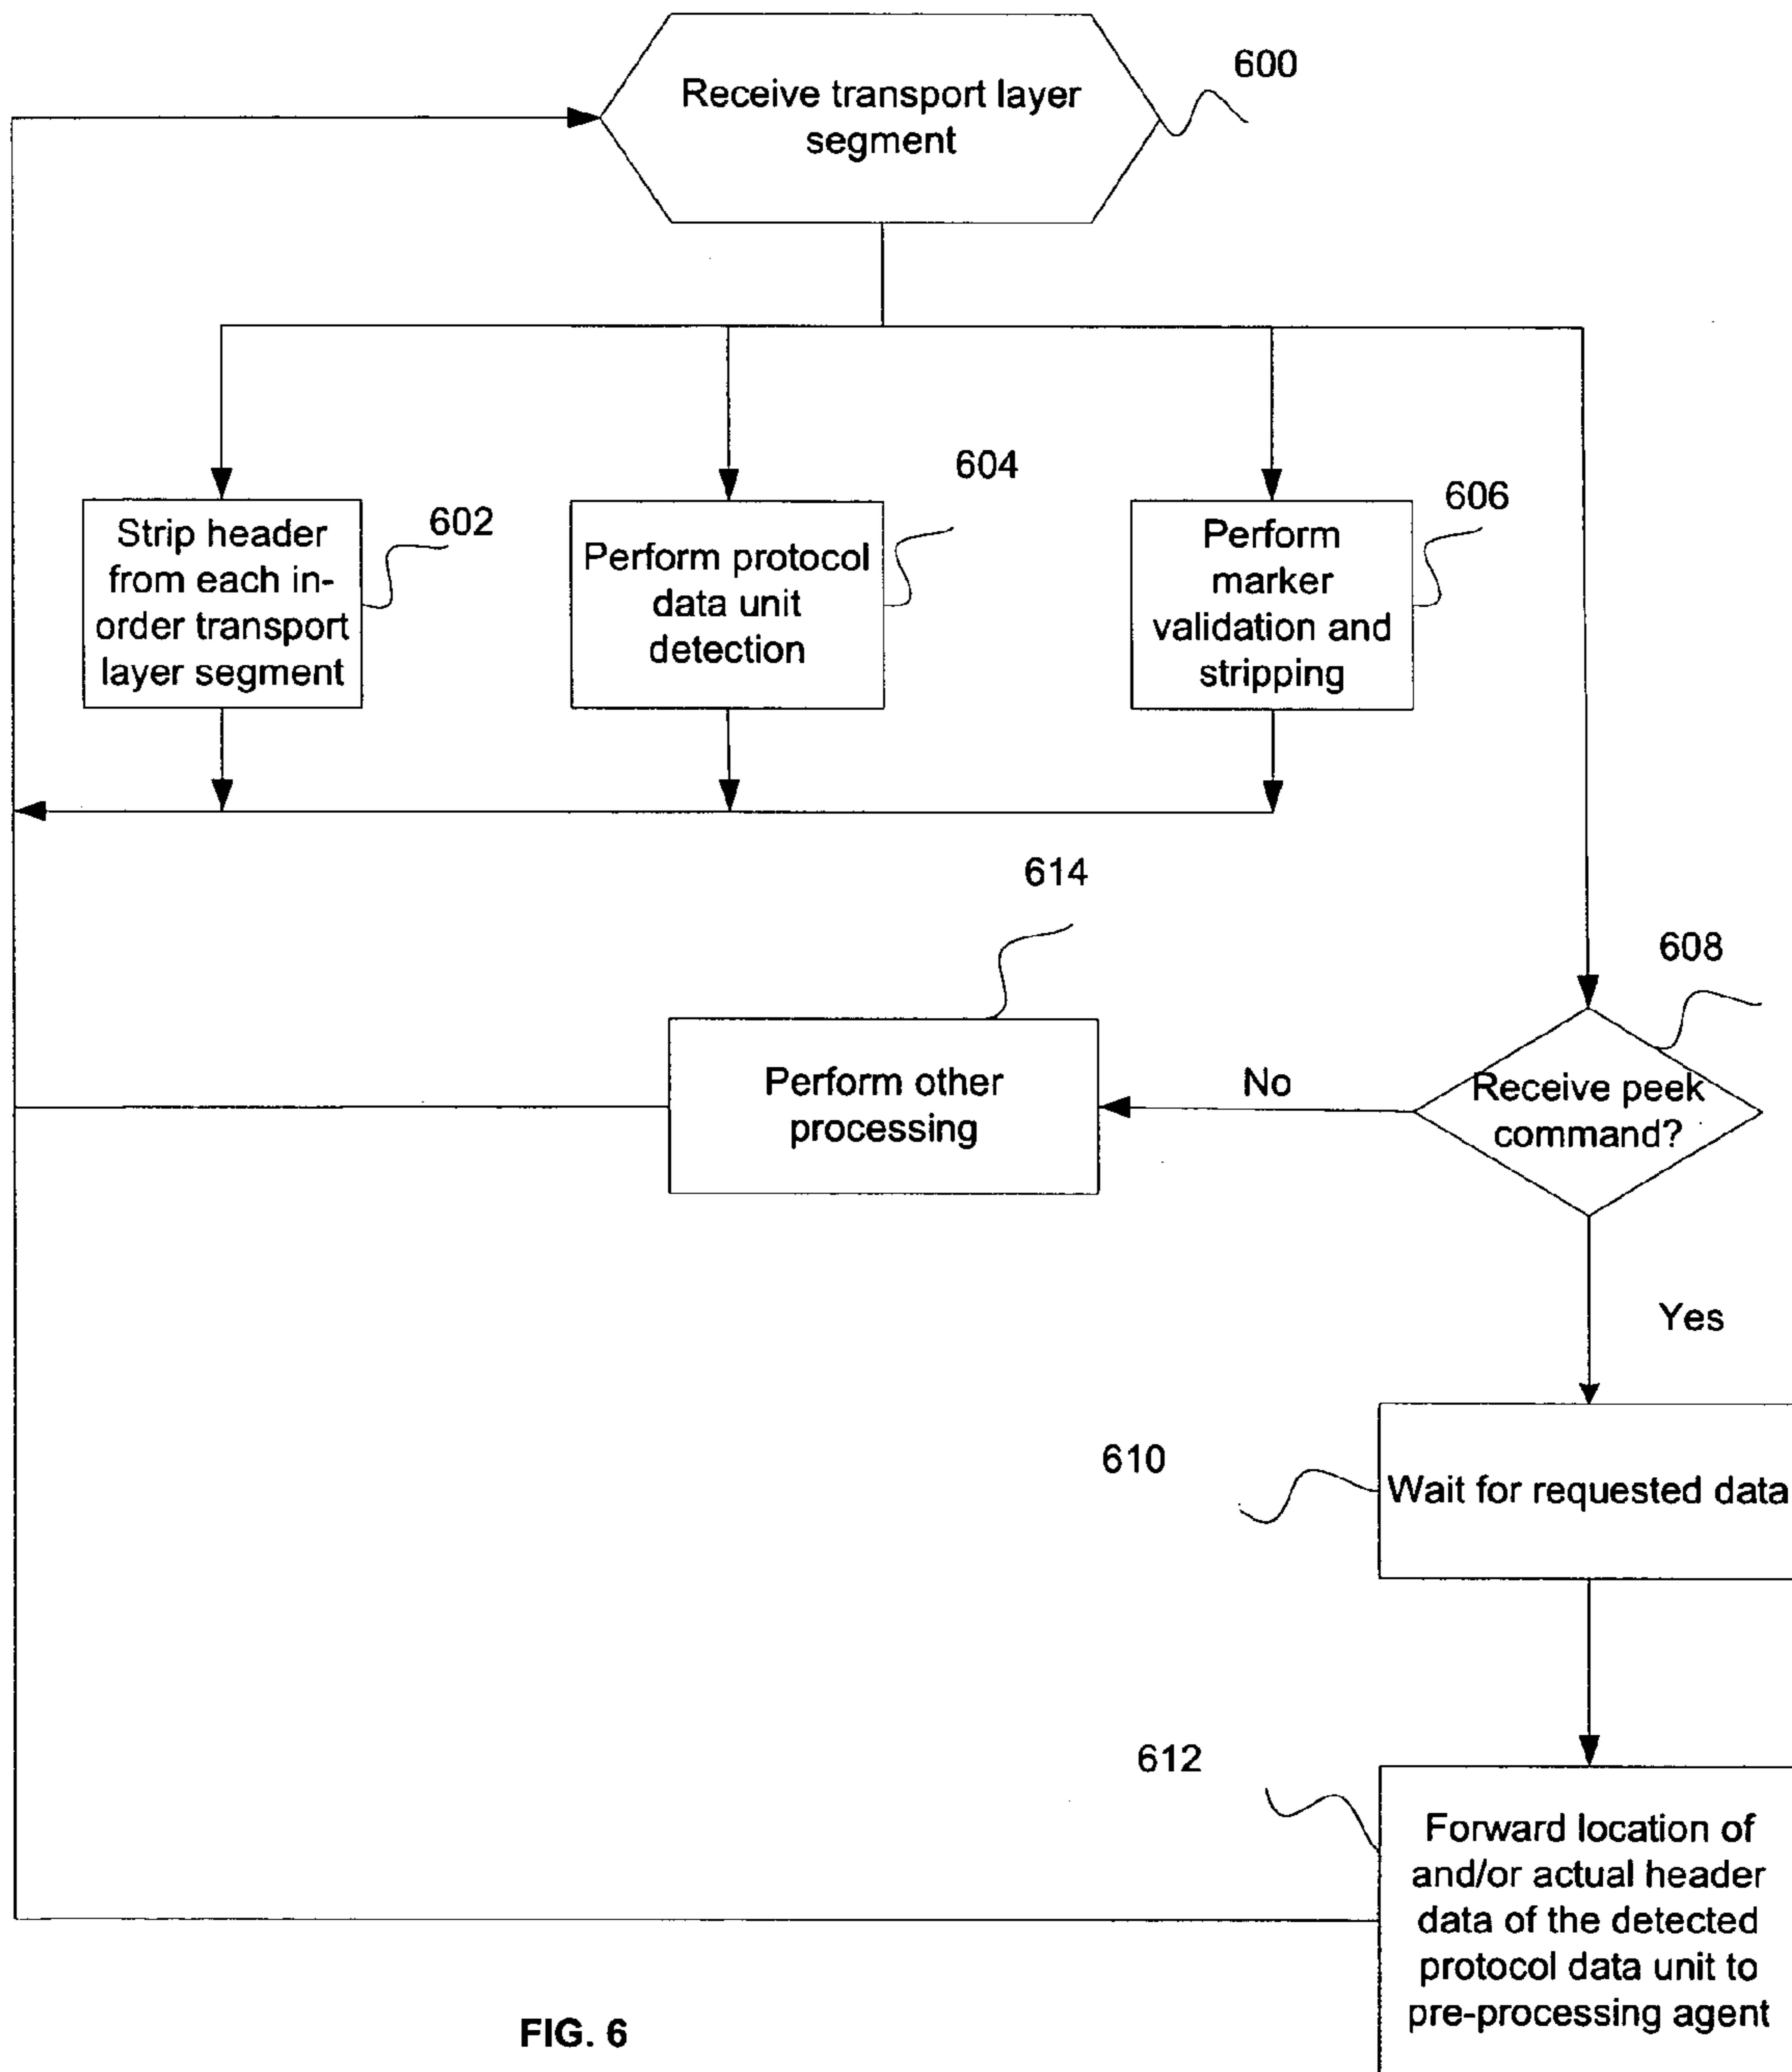 Receive transport layer
segment
600
Strip header
from each in-
order transport
layer segment
602
Perform protocol
data unit
detection
604
Perform
marker
validation and
stripping
606
614
Perform other
processing
No
608
Receive peek
command?
Yes
610
Wait for requested data
612
Forward location of
and/or actual header
data of the detected
protocol data unit to
pre-processing agent
FIG. 6